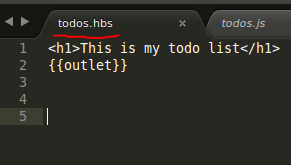 todos.hbs × todos.js
1 <h1>This is my todo list</h1>
2 {{outlet}}
3
4
5